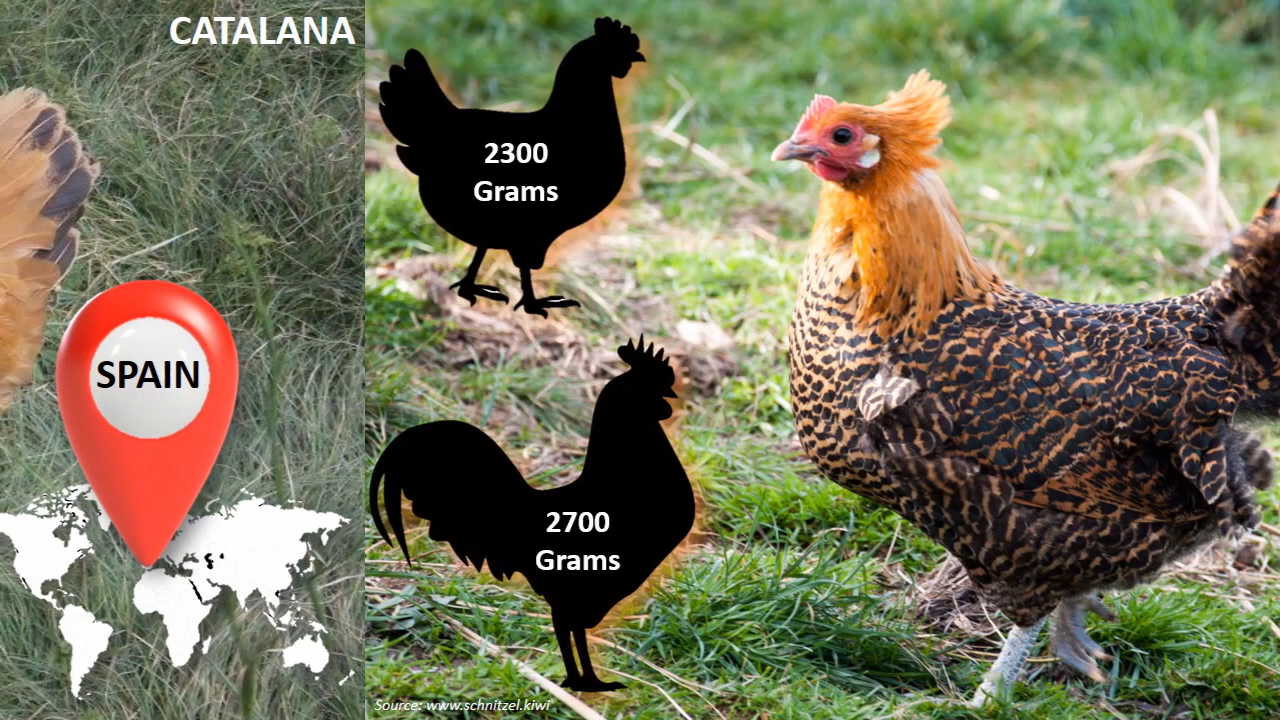 CATALANA
SPAIN
2300
Grams
2700
Grams
Source: www.schnitzel.kiwi